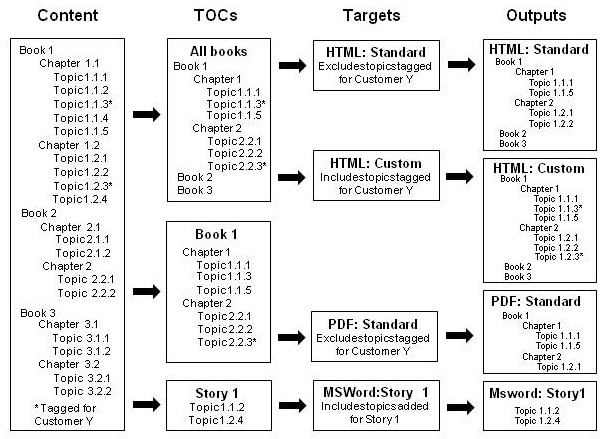 Content
Book 1
Chapter 1.1
Topic1.1.1
Topic1.1.2
Topic1.1.3*
Topic1.1.4
Topic1.1.5
Chapter 1.2
Topic1.2.1
Topic1.2.2
Topic1.2.3*
Topic1.2.4
Book 2
Chapter 2.1
Topic2.1.1
Topic2.1.2
Chapter 2
Topic 2.2.1
Topic 2.2.2
Book 3
Chapter 3.1
Topic 3.1.1
Topic 3.1.2
Chapter 3.2
Topic 3.2.1
Topic 3.2.2
*Tagged for
Customer Y
TOCs
All books
Book 1
Chapter 1
Topic1.1.1
Topic1.1.3*
Topic1.1.5
Chapter 2
Topic2.2.1
Topic2.2.2
Topic2.2.3*
Book 2
Book 3
Book 1
Chapter 1
Topic1.1.1
Topic1.1.3
Topic1.1.5
Chapter 2
Topic2.2.1
Topic2.2.2
Topic2.2.3*
Story 1
Topic1.1.2
Topic1.2.4
Targets
HTML: Standard
Excludestopicstagged
for Customer Y
HTML: Custom
Includestopicstagged
for Customer Y
PDF: Standard
Excludestopicstagged
for Customer Y
MSWord:Story 1
Includestopicsadded
for Story 1
Outputs
HTML: Standard
Book 1
Chapter 1
Topic 1.1.1
Topic 1.1.5
Chapter 2
Topic 1.2.1
Topic 1.2.2
Book 2
Book 3
HTML: Custom
Book 1
Chapter 1
Topic 1.1.1
Topic 1.1.3*
Topic 1.1.5
Chapter 2
Topic 1.2.1
Topic 1.2.2
Topic 1.2.3*
Book 2
Book 3
PDF: Standard
Book 1
Chapter 1
Topic 1.1.1
Topic 1.1.5
Chapter 2
Topic 1.2.1
Msword: Story1
Topic 1.1.2
Topic 1.2.4